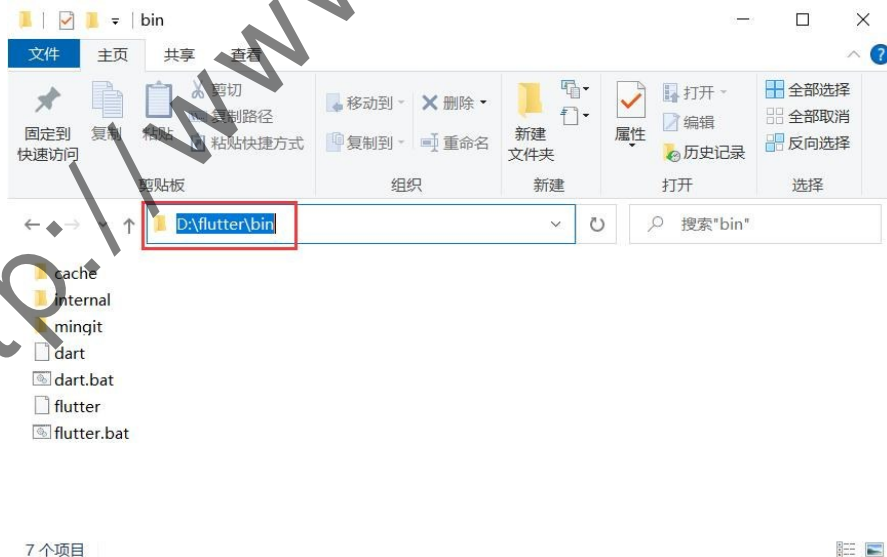 bin
文件 主页 共享 查看
固定到
快速访问
复制
粘贴
剪切
复制路径
粘贴快捷方式
剪贴板
移动到 删除
复制到 重命名
组织
新建
文件夹
新建
属性
打开
编辑
历史记录
打开
全部选择
全部取消
反向选择
选择
D:\flutter\bin
搜索"bin"
cache
internal
mingit
dart
dart.bat
flutter
flutter.bat
7 个项目